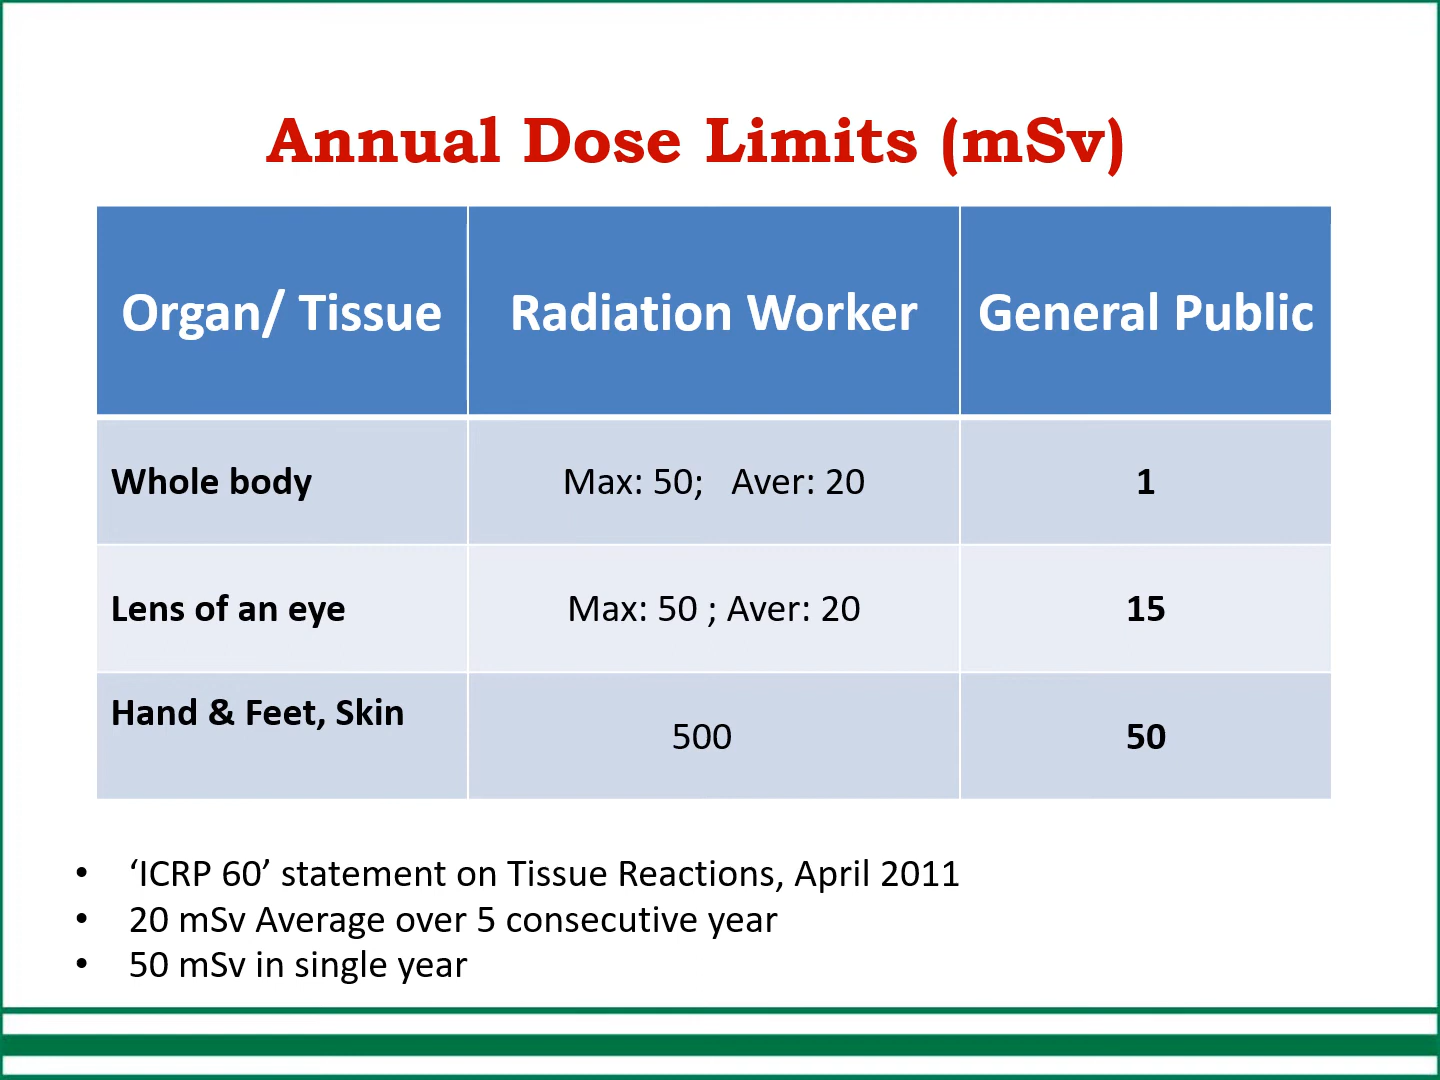 Annual Dose Limits (mSv)
Organ/ Tissue Radiation Worker General Public
Whole body Max: 50; Aver: 20 1
Lens of an eye Max: 50 ; Aver: 20 15
Hand & Feet, Skin 500 50
• ‘ICRP 60’ statement on Tissue Reactions, April 2011
• 20 mSv Average over 5 consecutive year
• 50 mSv in single year